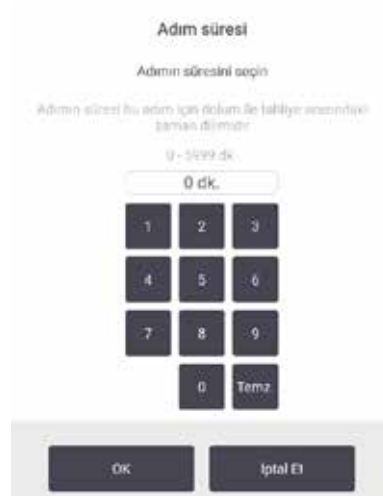 Adım süresi
Adımın süresini seçin
Adımın süresi bu adım için dolum ile tahliye arasındaki
zaman dilimidir
0 - 5999 dk
0 dk.
1 2 3
4 5 6
7 8 9
0 Temz.
OK İptal Et